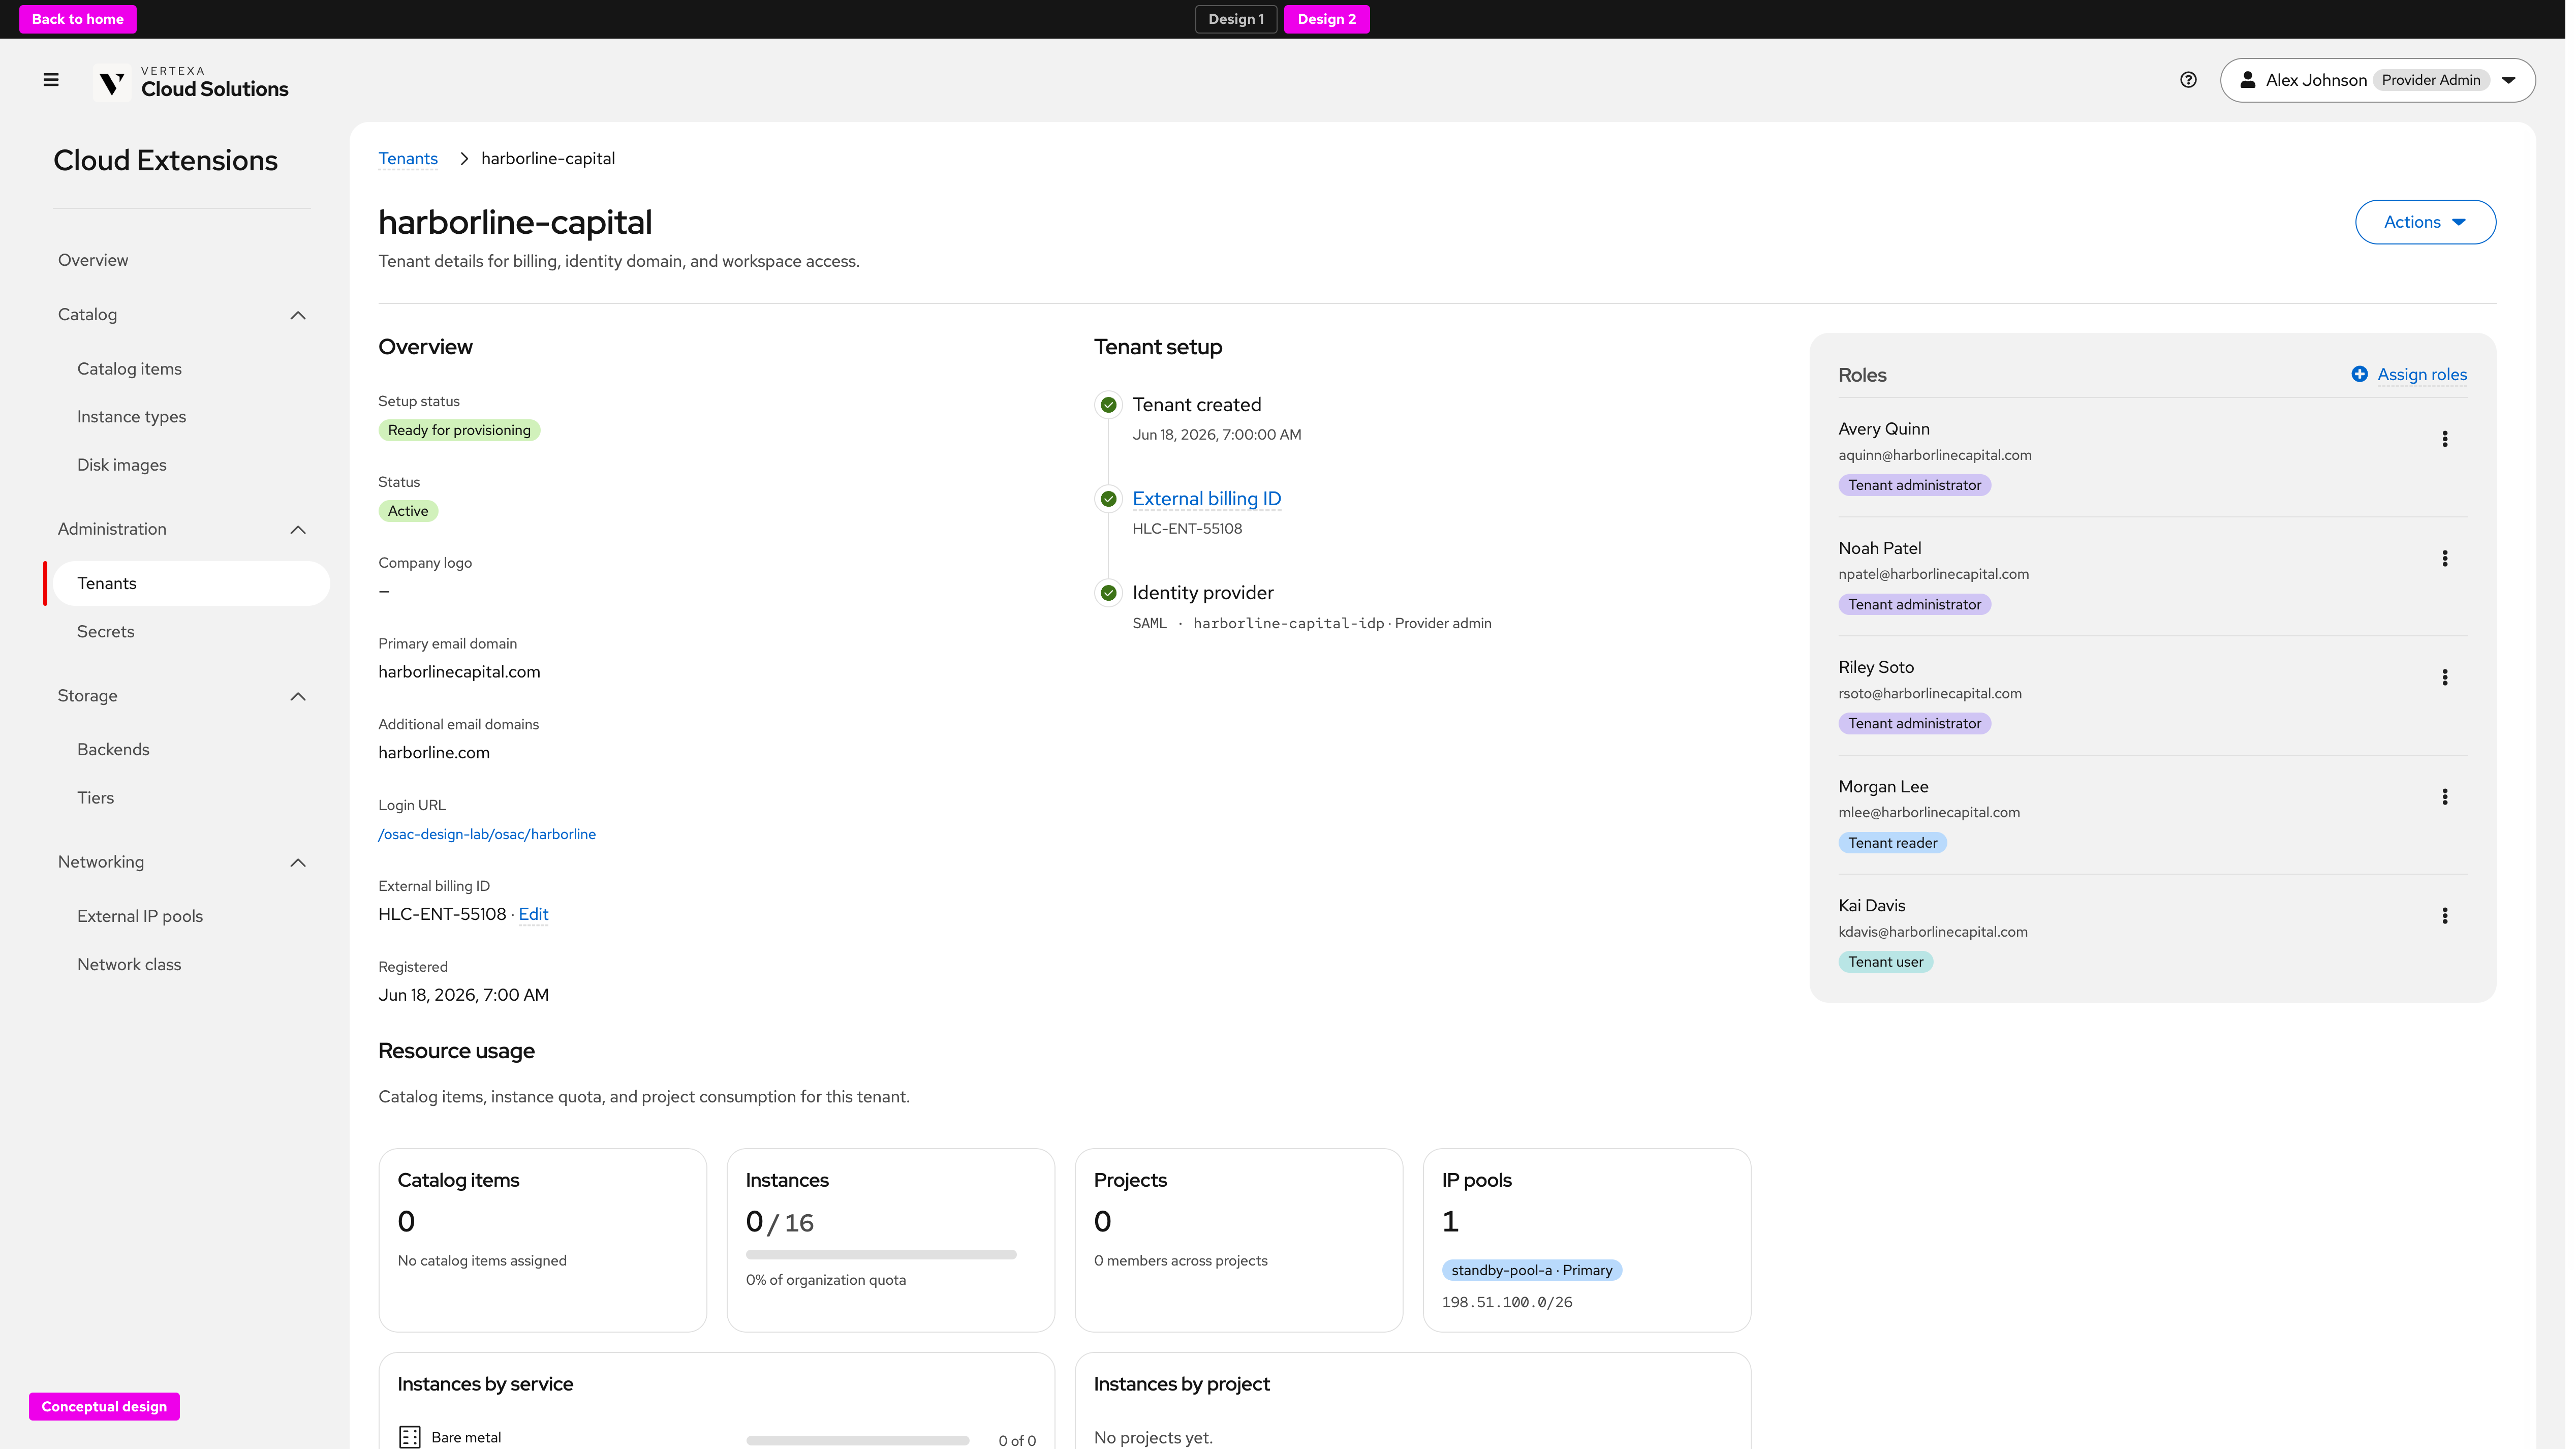 Back to home
Design 1
Design 2
VERTEXA
Cloud Solutions
Alex Johnson
Provider Admin
Cloud Extensions
Overview
Catalog
Catalog items
Instance types
Disk images
Administration
Tenants
Secrets
Storage
Backends
Tiers
Networking
External IP pools
Network class
Conceptual design
Tenants > harborline-capital
harborline-capital
Tenant details for billing, identity domain, and workspace access.
Actions
Overview
Setup status
Ready for provisioning
Status
Active
Company logo
–
Primary email domain
harborlinecapital.com
Additional email domains
harborline.com
Login URL
/osac-design-lab/osac/harborline
External billing ID
HLC-ENT-55108 · Edit
Registered
Jun 18, 2026, 7:00 AM
Tenant setup
Tenant created
Jun 18, 2026, 7:00:00 AM
External billing ID
HLC-ENT-55108
Identity provider
SAML · harborline-capital-idp · Provider admin
Roles
Assign roles
Avery Quinn
aquinn@harborlinecapital.com
Tenant administrator
Noah Patel
npatel@harborlinecapital.com
Tenant administrator
Riley Soto
rsoto@harborlinecapital.com
Tenant administrator
Morgan Lee
mlee@harborlinecapital.com
Tenant reader
Kai Davis
kdavis@harborlinecapital.com
Tenant user
Resource usage
Catalog items, instance quota, and project consumption for this tenant.
Catalog items
0
No catalog items assigned
Instances
0 / 16
0% of organization quota
Projects
0
0 members across projects
IP pools
1
standby-pool-a · Primary
198.51.100.0/26
Instances by service
Bare metal
0 of 0
Instances by project
No projects yet.